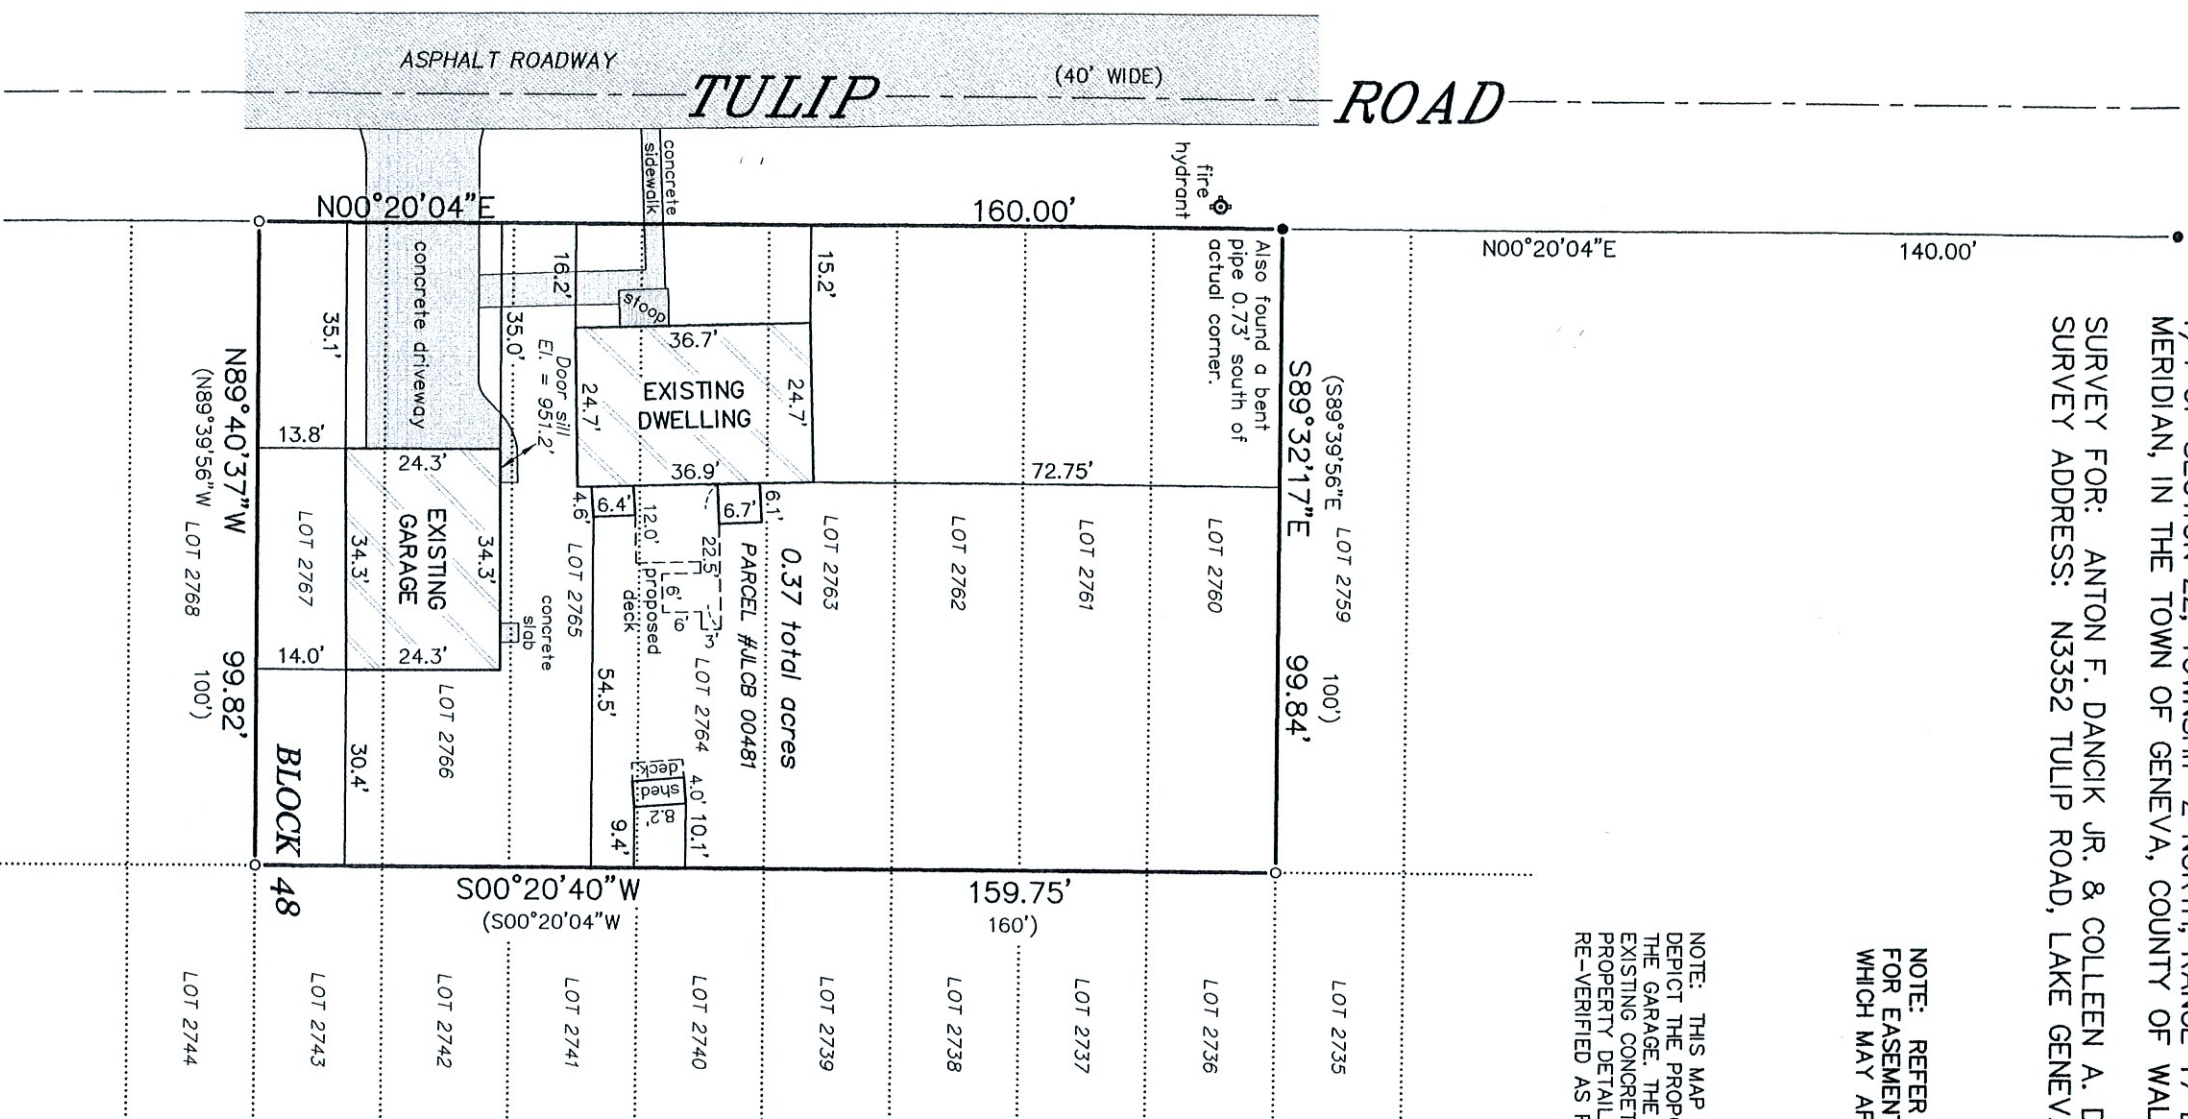 ASPHALT ROADWAY
TULIP ROAD
(40' WIDE)
concrete
sidewalk
fire
hydrant
N00°20'04"E
160.00'
N00°20'04"E
140.00'
Also found a bent
pipe 0.73' south of
actual corner.
concrete driveway
35.1'
35.0'
16.2'
15.2'
stoop
Door sill
El. = 951.2'
36.7'
24.7'
EXISTING
DWELLING
24.7'
36.9'
72.75'
N89°40'37"W
99.82'
(N89°39'56"W
100')
S89°32'17"E
99.84'
(S89°39'56"E
100')
13.8'
24.3'
EXISTING
GARAGE
34.3'
34.3'
24.3'
14.0'
30.4'
4.6'
6.4'
12.0'
22.5'
6.7'
6.1'
6'
16'
3'
proposed
deck
concrete
slab
54.5'
deck
shed
4.0'
8.2'
10.1'
9.4'
0.37 total acres
PARCEL #JLCB 00481
LOT 2768
LOT 2767
LOT 2766
LOT 2765
LOT 2764
LOT 2763
LOT 2762
LOT 2761
LOT 2760
LOT 2759
BLOCK 48
S00°20'40"W
159.75'
(S00°20'04"W
160')
LOT 2744
LOT 2743
LOT 2742
LOT 2741
LOT 2740
LOT 2739
LOT 2738
LOT 2737
LOT 2736
LOT 2735
MERIDIAN, IN THE TOWN OF GENEVA, COUNTY OF WAL
SURVEY FOR: ANTON F. DANCIK JR. & COLLEEN A. D
SURVEY ADDRESS: N3352 TULIP ROAD, LAKE GENEV
NOTE: REFER
FOR EASEMENT
WHICH MAY AF
NOTE: THIS MAP
DEPICT THE PROP
THE GARAGE. THE
EXISTING CONCRET
PROPERTY DETAIL
RE-VERIFIED AS